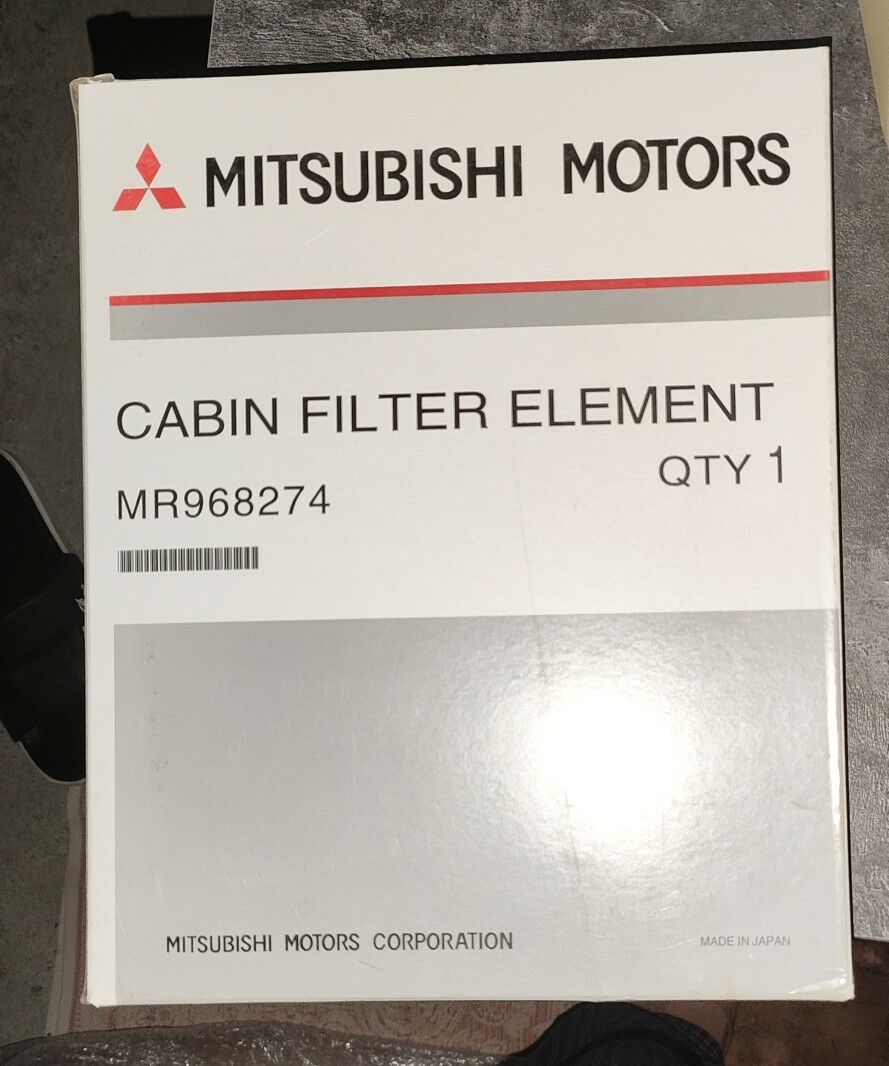 MITSUBISHI MOTORS
CABIN FILTER ELEMENT
QTY 1
MR968274
MITSUBISHI MOTORS CORPORATION
MADE IN JAPAN